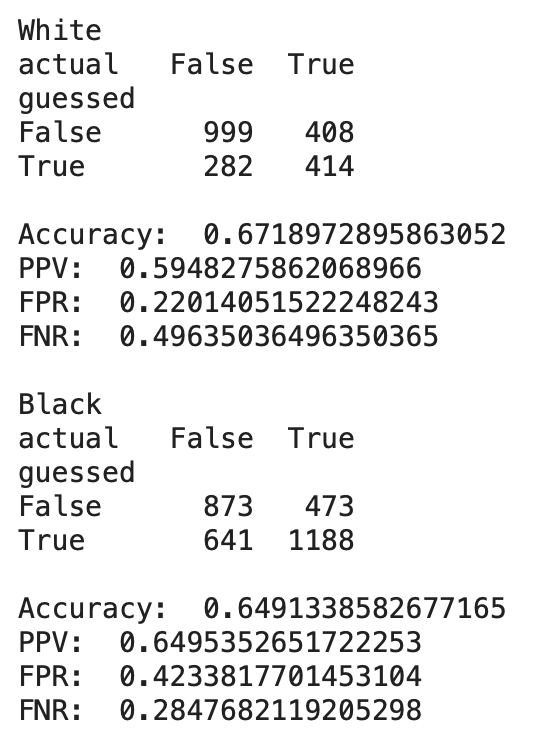 White
actual   False  True
guessed
False      999   408
True       282   414
Accuracy:  0.6718972895863052
PPV:  0.5948275862068966
FPR:  0.22014051522248243
FNR:  0.49635036496350365
Black
actual   False  True
guessed
False      873   473
True       641  1188
Accuracy:  0.6491338582677165
PPV:  0.6495352651722253
FPR:  0.4233817701453104
FNR:  0.2847682119205298